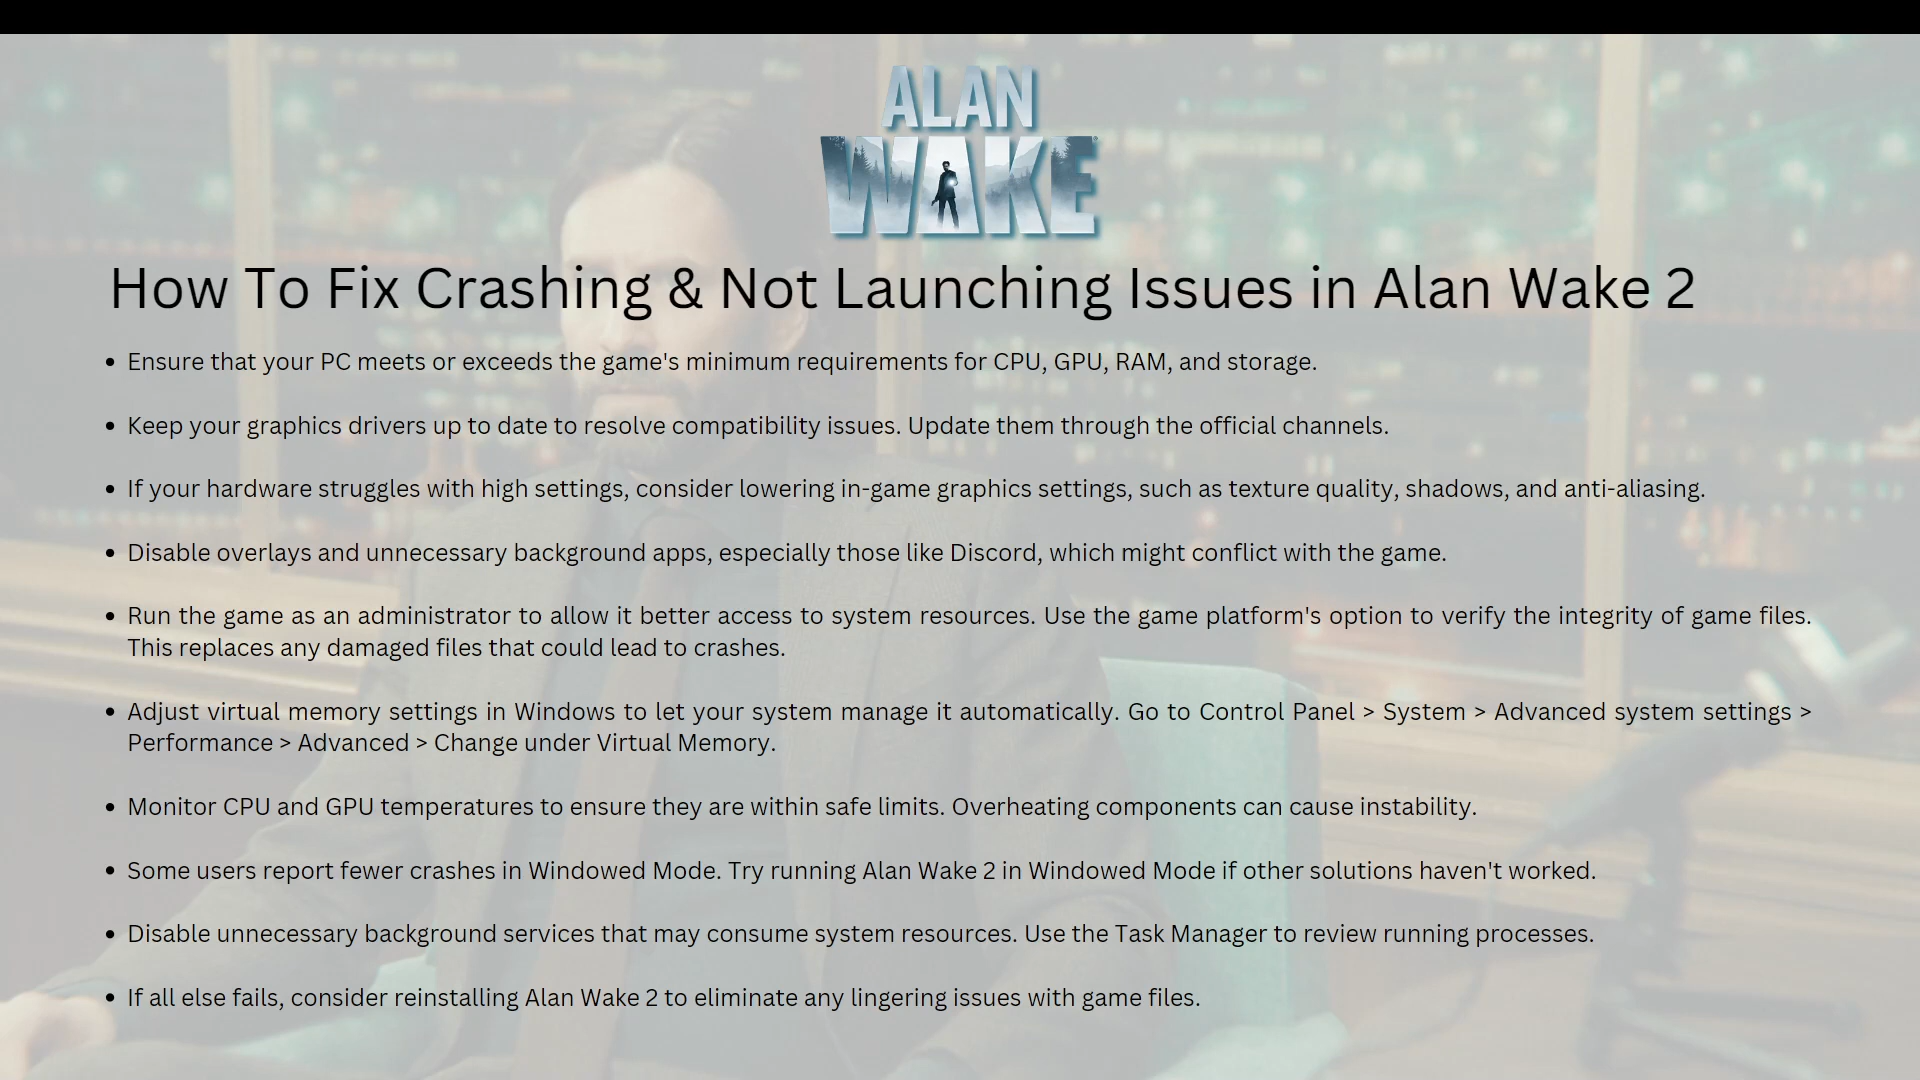 ALAN
WAKE
How To Fix Crashing & Not Launching Issues in Alan Wake 2
• Ensure that your PC meets or exceeds the game's minimum requirements for CPU, GPU, RAM, and storage.
• Keep your graphics drivers up to date to resolve compatibility issues. Update them through the official channels.
• If your hardware struggles with high settings, consider lowering in-game graphics settings, such as texture quality, shadows, and anti-aliasing.
• Disable overlays and unnecessary background apps, especially those like Discord, which might conflict with the game.
• Run the game as an administrator to allow it better access to system resources. Use the game platform's option to verify the integrity of game files.
This replaces any damaged files that could lead to crashes.
• Adjust virtual memory settings in Windows to let your system manage it automatically. Go to Control Panel > System > Advanced system settings >
Performance > Advanced > Change under Virtual Memory.
• Monitor CPU and GPU temperatures to ensure they are within safe limits. Overheating components can cause instability.
• Some users report fewer crashes in Windowed Mode. Try running Alan Wake 2 in Windowed Mode if other solutions haven't worked.
• Disable unnecessary background services that may consume system resources. Use the Task Manager to review running processes.
• If all else fails, consider reinstalling Alan Wake 2 to eliminate any lingering issues with game files.